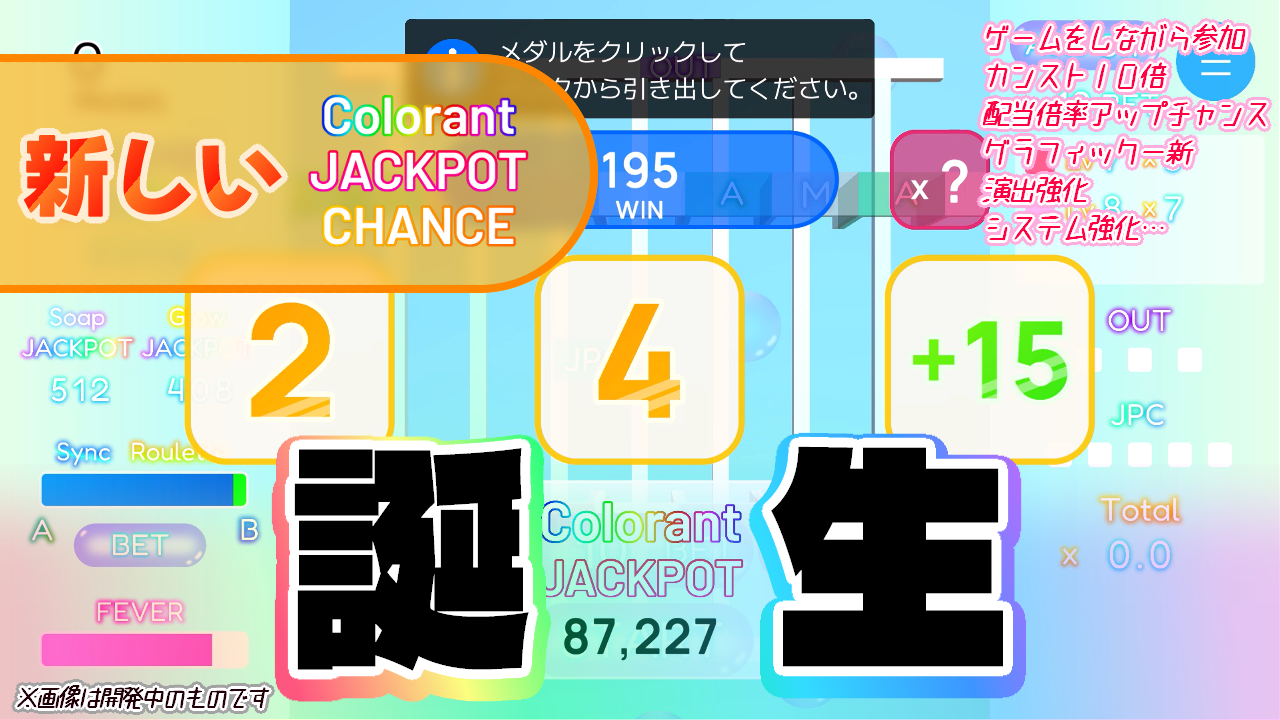 メダルをクリックして
クから引き出してください。
ゲームをしながら参加
カンスト10倍
配当倍率アップチャンス
グラフィック一新
演出強化
システム強化…
新しい
Colorant
JACKPOT
CHANCE
195
WIN
x ?
A M A
8 x 7
2
4
+15
Soap
JACKPOT JACKPOT
512 408
OUT
JPC
Sync Roulet
A B
BET
FEVER
誕生
Colorant
JACKPOT
87,227
Total
x 0.0
※画像は開発中のものです